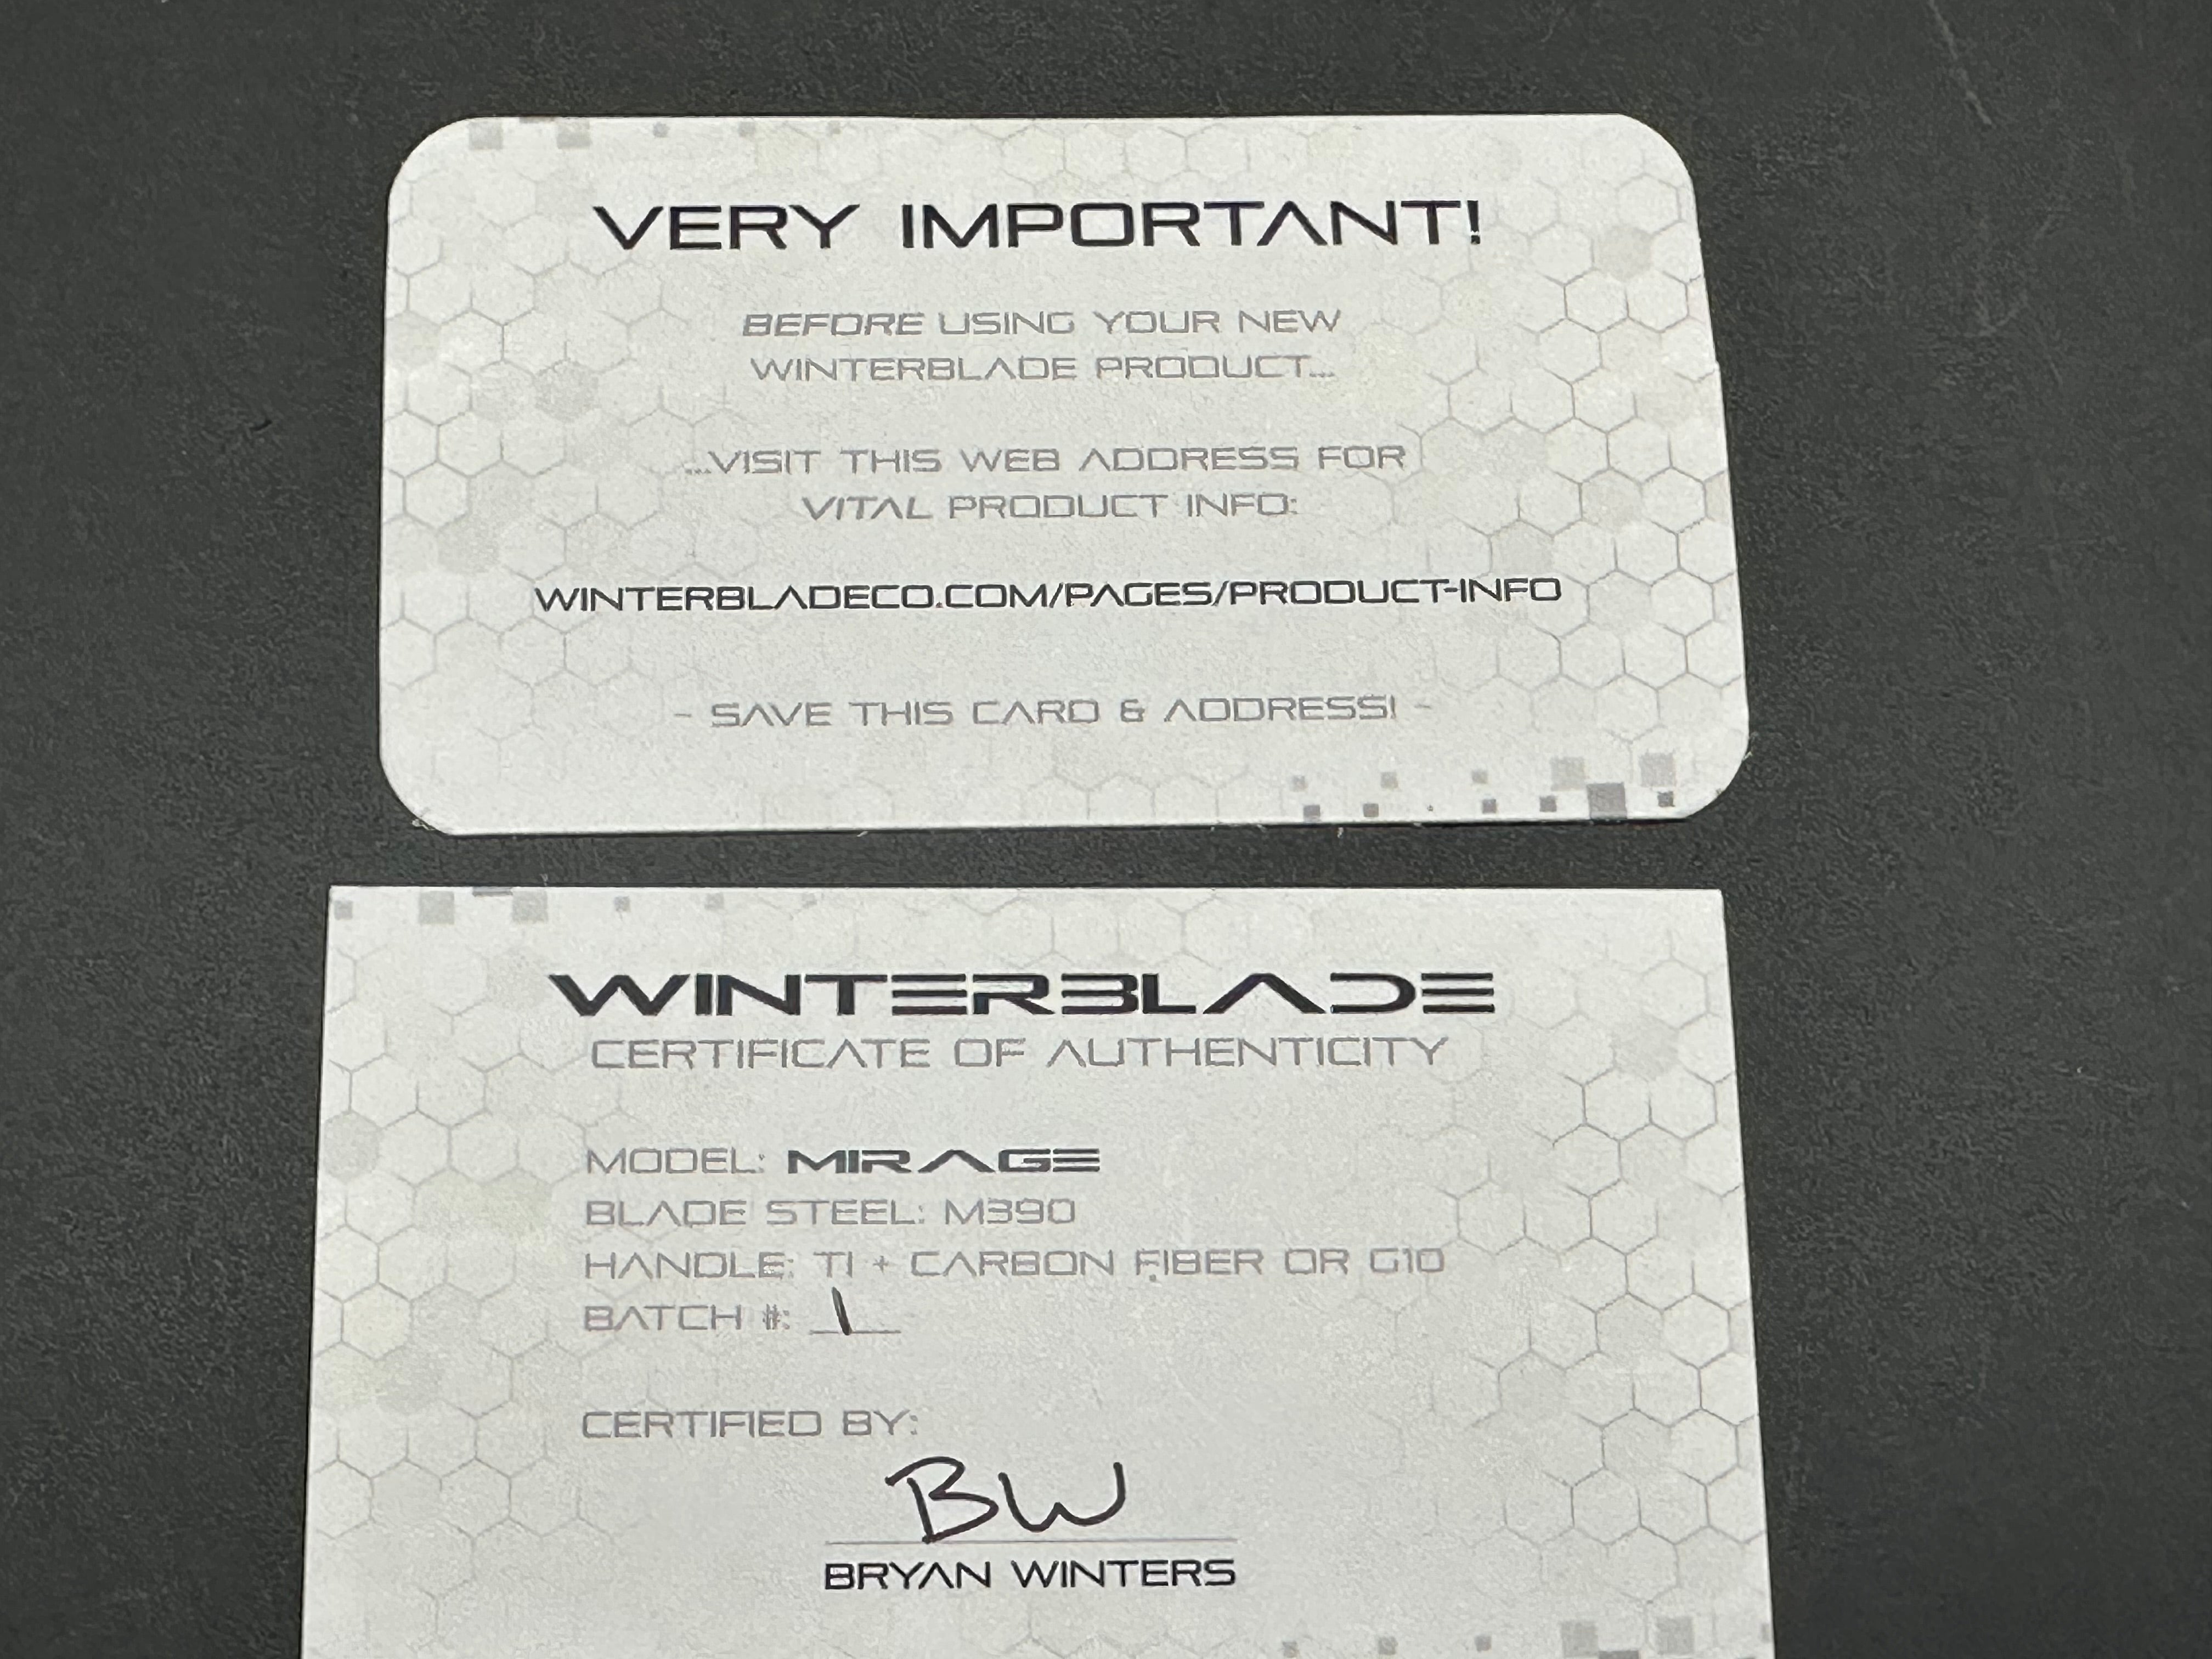 VERY IMPORTANT!
BEFORE USING YOUR NEW
WINTERBLADE PRODUCT...
...VISIT THIS WEB ADDRESS FOR
VITAL PRODUCT INFO:
WINTERBLADECO.COM/PAGES/PRODUCT-INFO
- SAVE THIS CARD & ADDRESS! -
WINTERBLADE
CERTIFICATE OF AUTHENTICITY
MODEL: MIRAGE
BLADE STEEL: M390
HANDLE: TI + CARBON FIBER OR G10
BATCH #: 1
CERTIFIED BY:
BW
BRYAN WINTERS